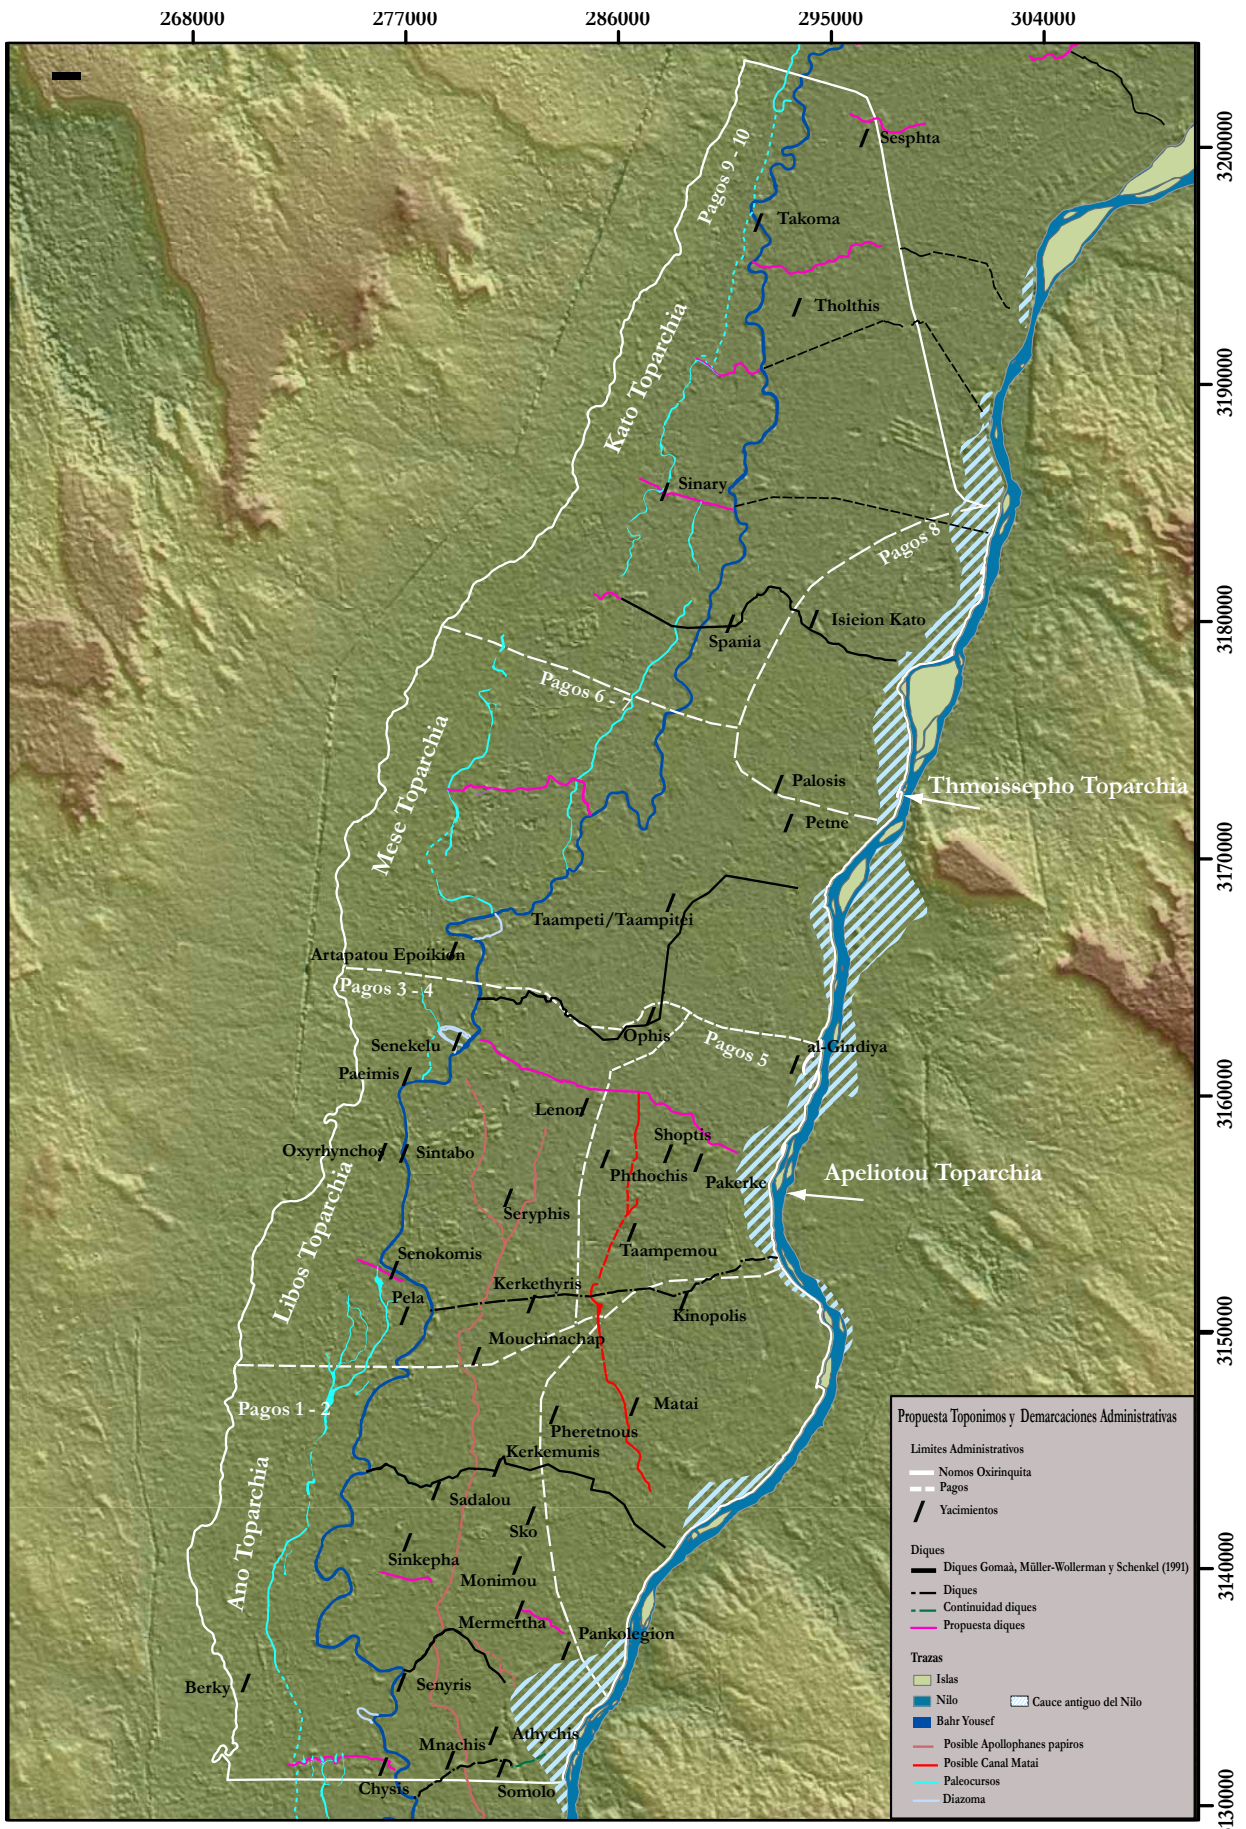 268000
277000
286000
295000
304000
3200000
3190000
3180000
3170000
3160000
3150000
3140000
Pagos 9 - 10
Sesphta
Takoma
Tholthis
Kato Toparchia
Sinary
Pagos 8
Isieion Kato
Spania
Pagos 6 - 7
Mese Toparchia
Palosis
Thmoissepho Toparchia
Petne
Taampeti/Taampitei
Artapatou Epoikion
Pagos 3 - 4
Ophis
Senekelu
Pagos 5
al-Gindiya
Paeimis
Lenon
Shoptis
Oxyrhynchos
Sintabo
Phthochis
Pakerke
Apeliotou Toparchia
Seryphis
Libos Toparchia
Taampemou
Senokomis
Kerkethyris
Pela
Kinopolis
Mouchinachap
Pagos 1 - 2
Matai
Pheretnous
Kerkemunis
Sadalou
Ano Toparchia
Sko
Sinkepha
Monimou
Mermertha
Pankolegion
Berky
Senyris
Athychis
Mnachis
Chysis
Somolo
Propuesta Toponimos y Demarcaciones Administrativas
Limites Administrativos
Nomos Oxirinquita
Pagos
Yacimientos
Diques
Diques Gomaà, Müller-Wollerman y Schenkel (1991)
Diques
Continuidad diques
Propuesta diques
Trazas
Islas
Nilo
Cauce antiguo del Nilo
Bahr Yousef
Posible Apollophanes papiros
Posible Canal Matai
Paleocursos
Diazoma